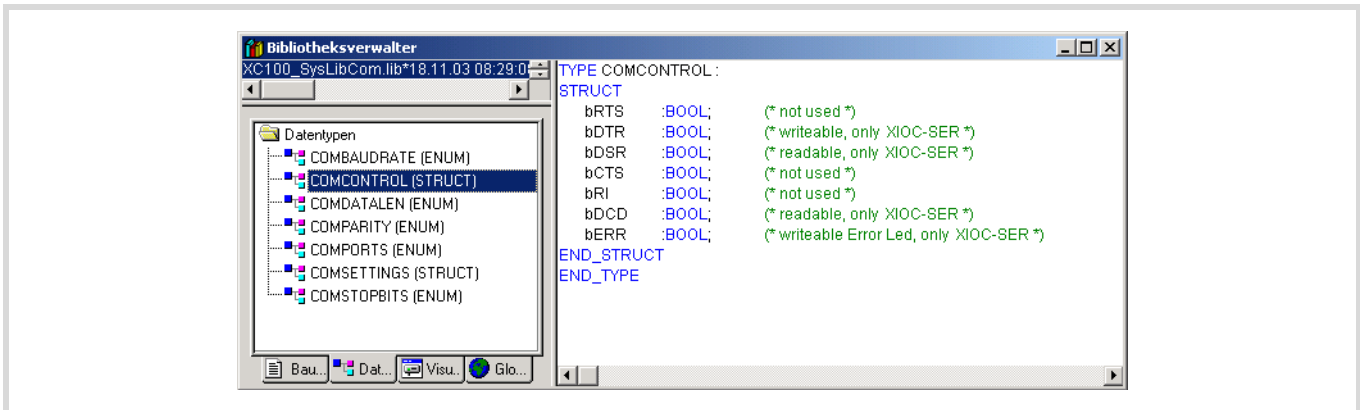 Bibliotheksverwalter
XC100_SysLibCom.lib*18.11.03 08:29:0
Datentypen
COMBAUDRATE (ENUM)
COMCONTROL (STRUCT)
COMDATALEN (ENUM)
COMPARITY (ENUM)
COMPORTS (ENUM)
COMSETTINGS (STRUCT)
COMSTOPBITS (ENUM)
Bau... Dat... Visu.. Glo...
TYPE COMCONTROL :
STRUCT
bRTS :BOOL; (* not used *)
bDTR :BOOL; (* writeable, only XIOC-SER *)
bDSR :BOOL; (* readable, only XIOC-SER *)
bCTS :BOOL; (* not used *)
bRI :BOOL; (* not used *)
bDCD :BOOL; (* readable, only XIOC-SER *)
bERR :BOOL; (* writeable Error Led, only XIOC-SER *)
END_STRUCT
END_TYPE